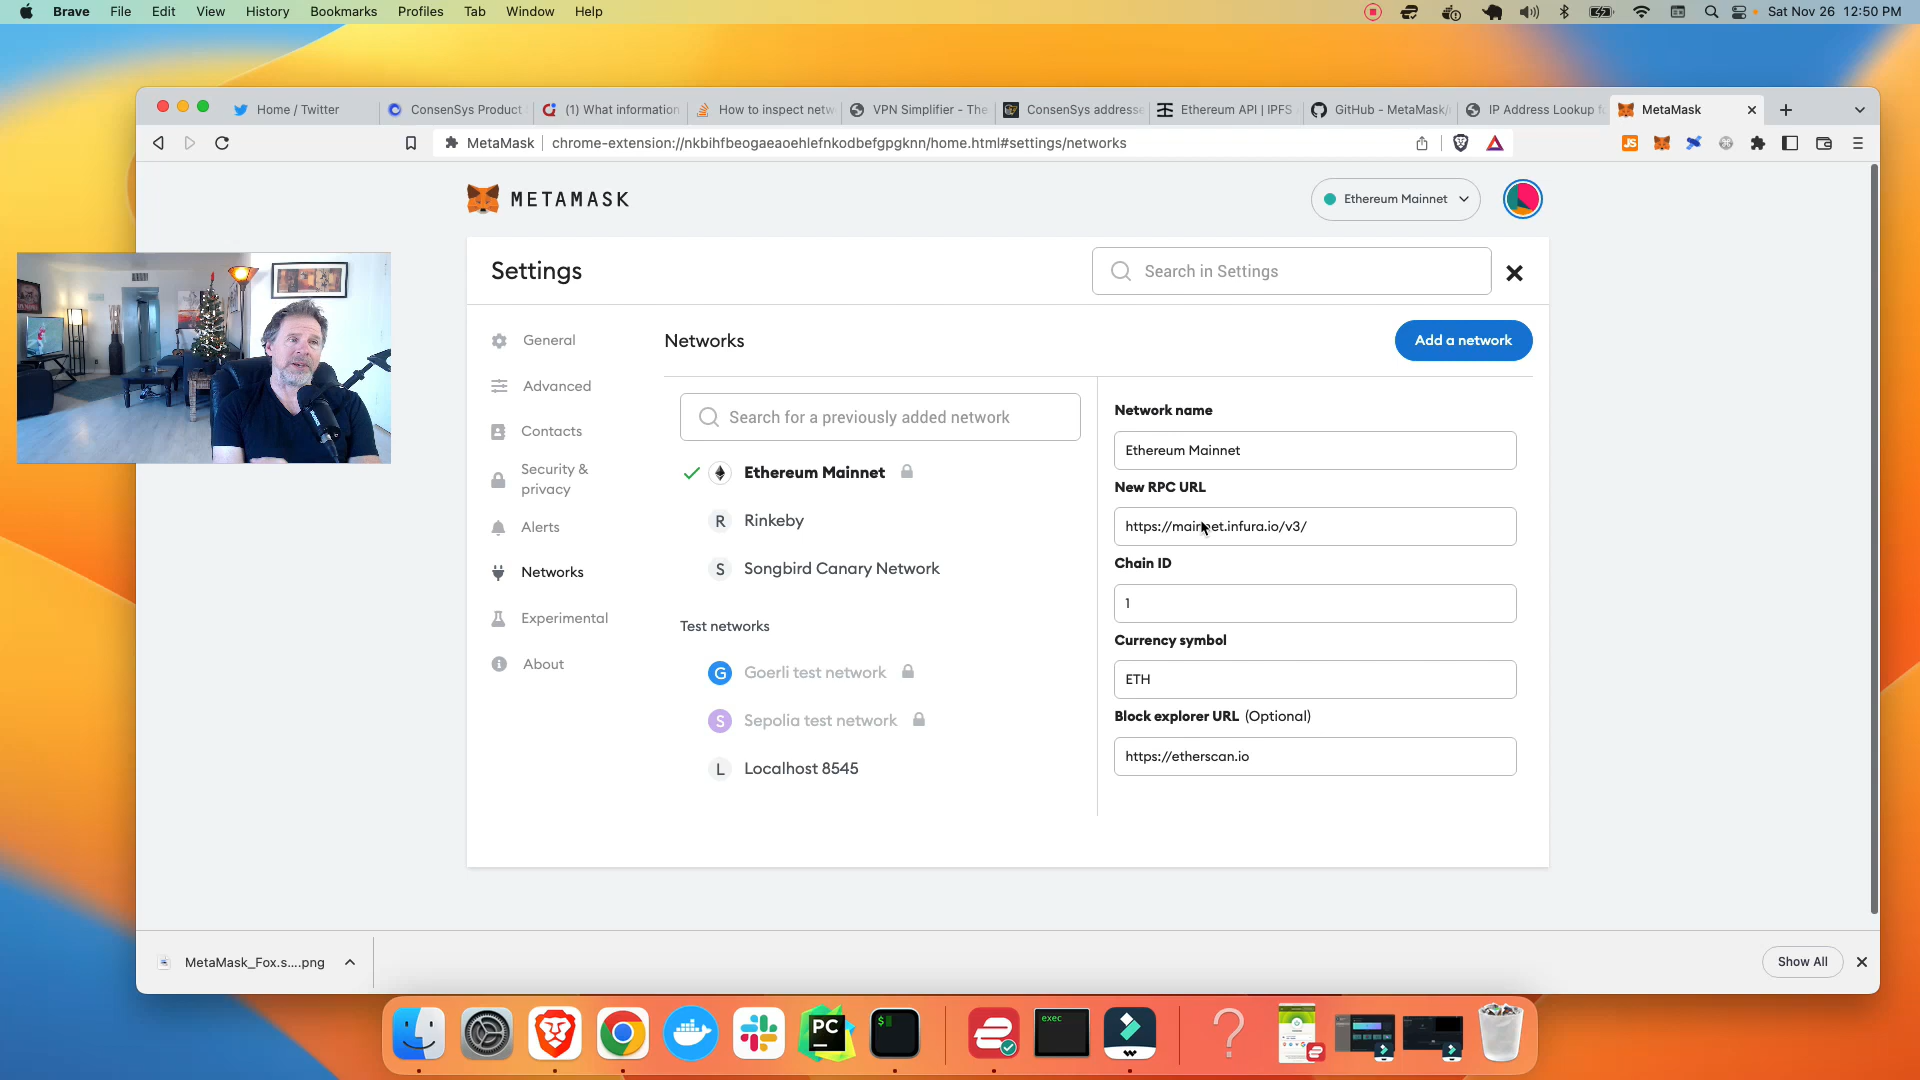 Brave File Edit View History Bookmarks Profiles Tab Window Help Sat Nov 26 12:50 PM
Home / Twitter ConsenSys Product (1) What information How to inspect netw VPN Simplifier - The ConsenSys addresse Ethereum API | IPFS GitHub - MetaMask/ IP Address Lookup fo MetaMask
MetaMask chrome-extension://nkbihfbeogaeaoehlefnkodbefgpgknn/home.html#settings/networks
METAMASK Ethereum Mainnet
Settings Search in Settings
General
Advanced
Contacts
Security &
privacy
Alerts
Networks
Experimental
About
Networks Add a network
Search for a previously added network
Ethereum Mainnet
R Rinkeby
S Songbird Canary Network
Test networks
G Goerli test network
S Sepolia test network
L Localhost 8545
Network name
Ethereum Mainnet
New RPC URL
https://mainnet.infura.io/v3/
Chain ID
1
Currency symbol
ETH
Block explorer URL (Optional)
https://etherscan.io
MetaMask_Fox.s....png Show All
PC $ exec